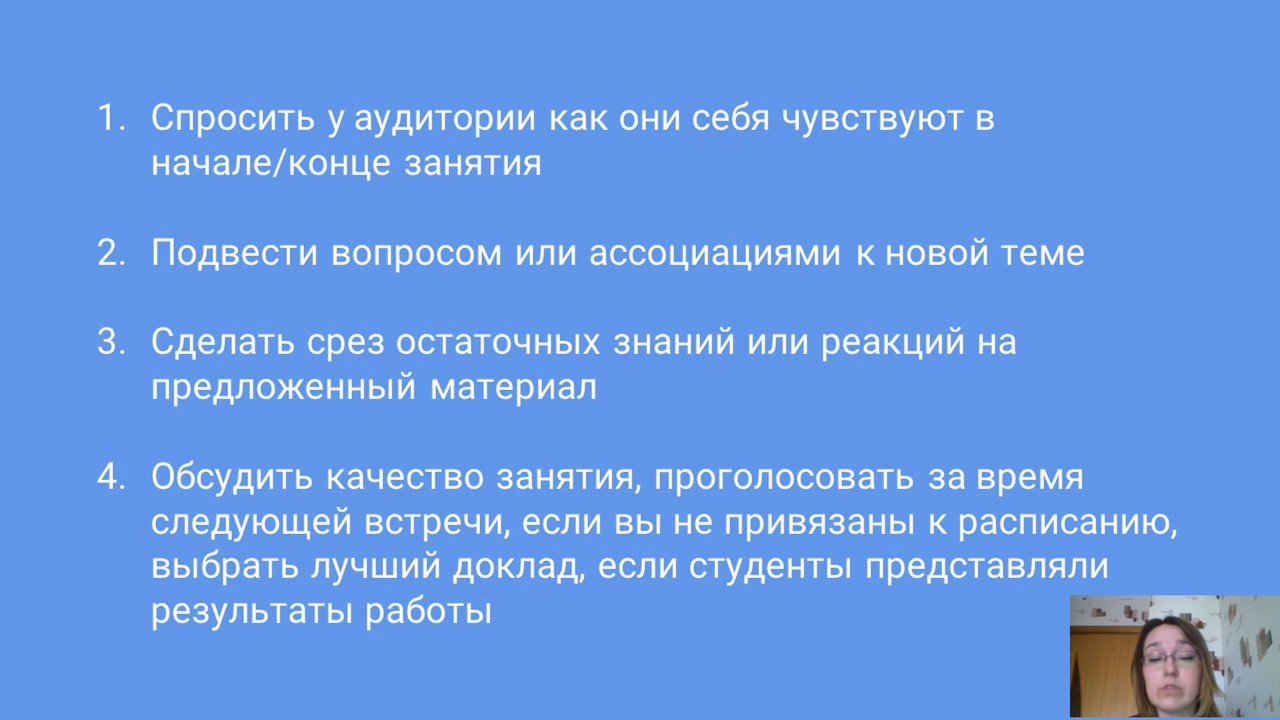 1. Спросить у аудитории как они себя чувствуют в
начале/конце занятия
2. Подвести вопросом или ассоциациями к новой теме
3. Сделать срез остаточных знаний или реакций на
предложенный материал
4. Обсудить качество занятия, проголосовать за время
следующей встречи, если вы не привязаны к расписанию,
выбрать лучший доклад, если студенты представляли
результаты работы